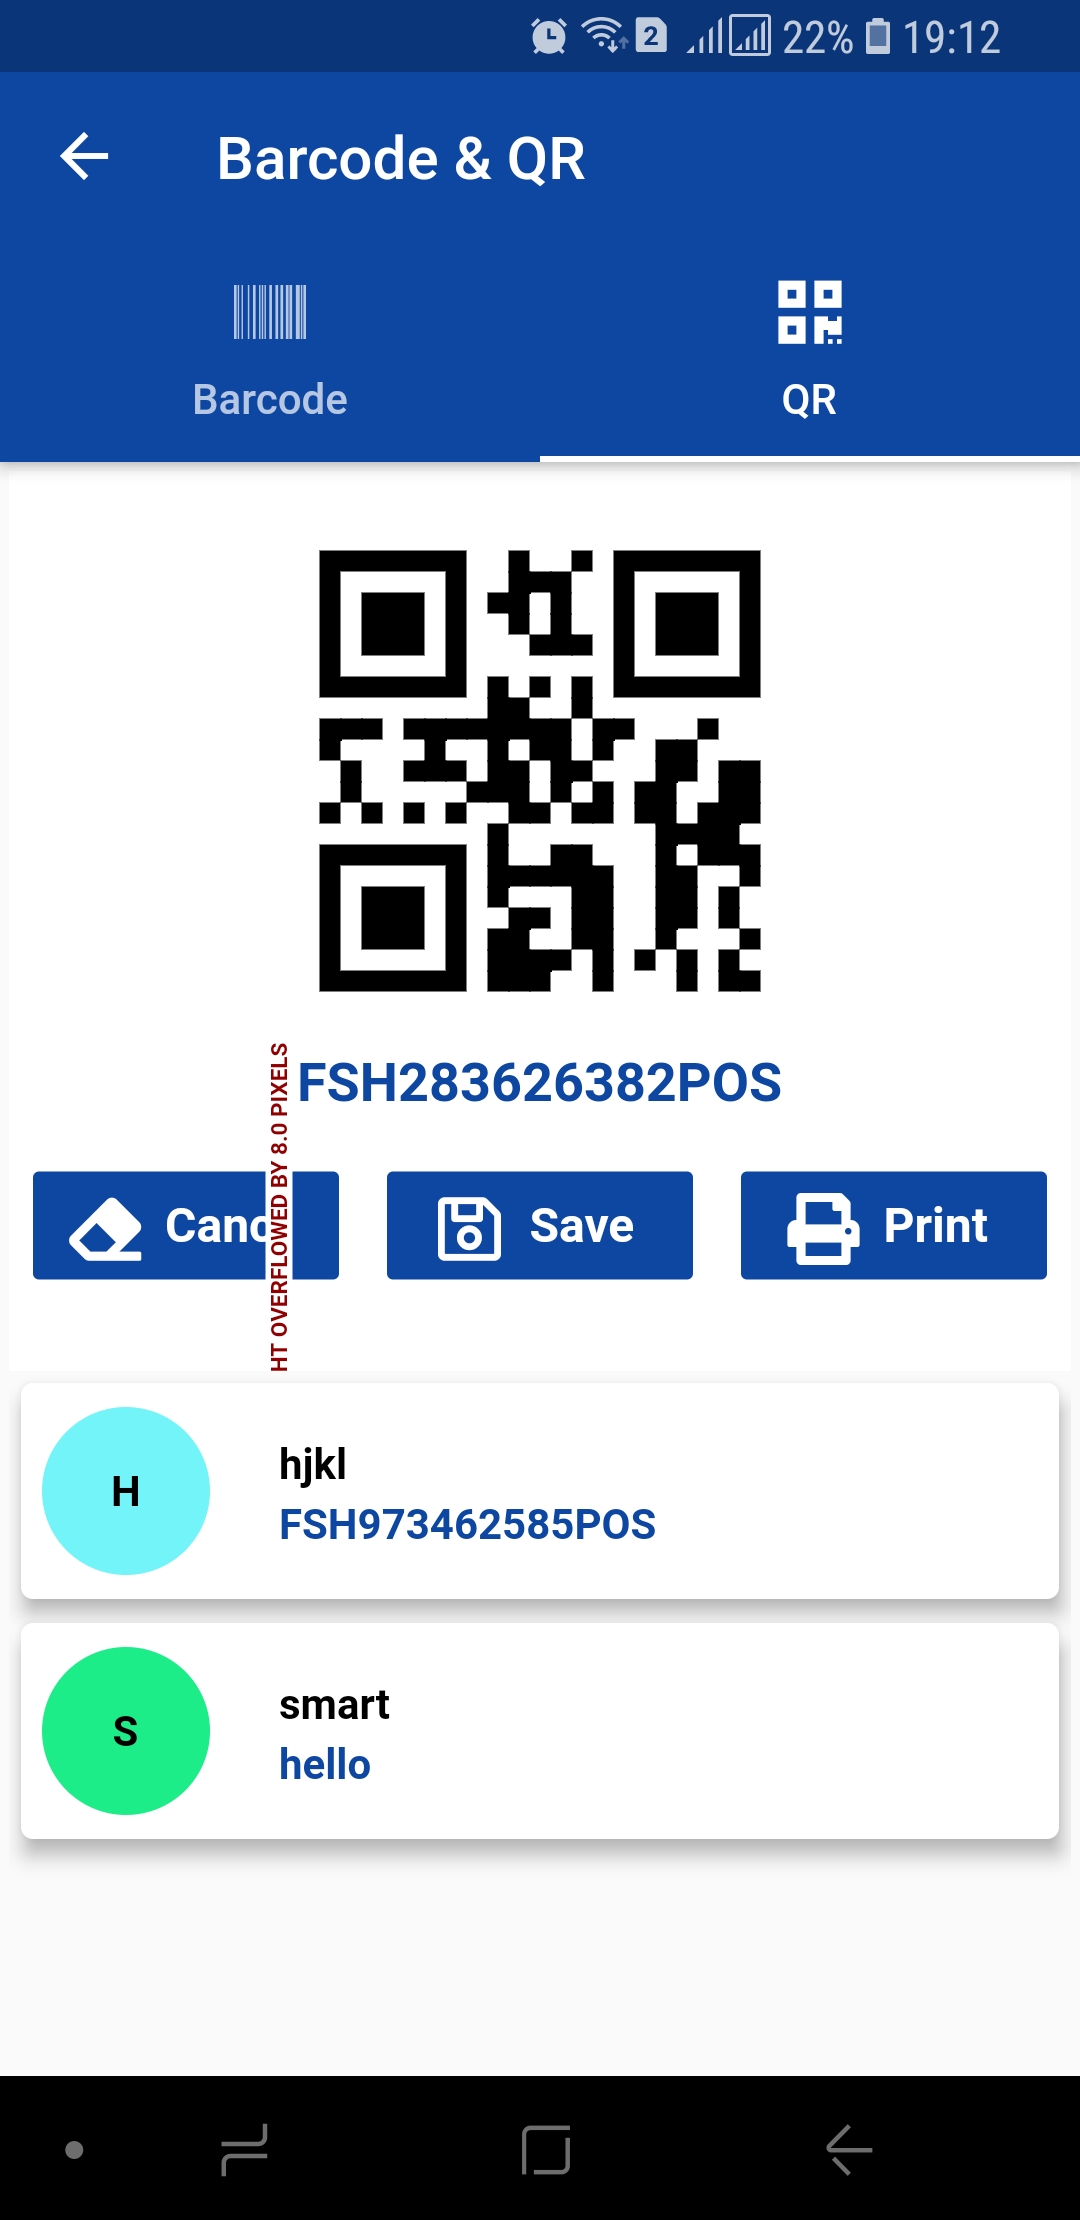 2 22% 19:12
Barcode & QR
Barcode QR
FSH283626382POS
HT OVERFLOWED BY 8.0 PIXELS
Canc Save Print
H
hjkl
FSH973462585POS
S
smart
hello